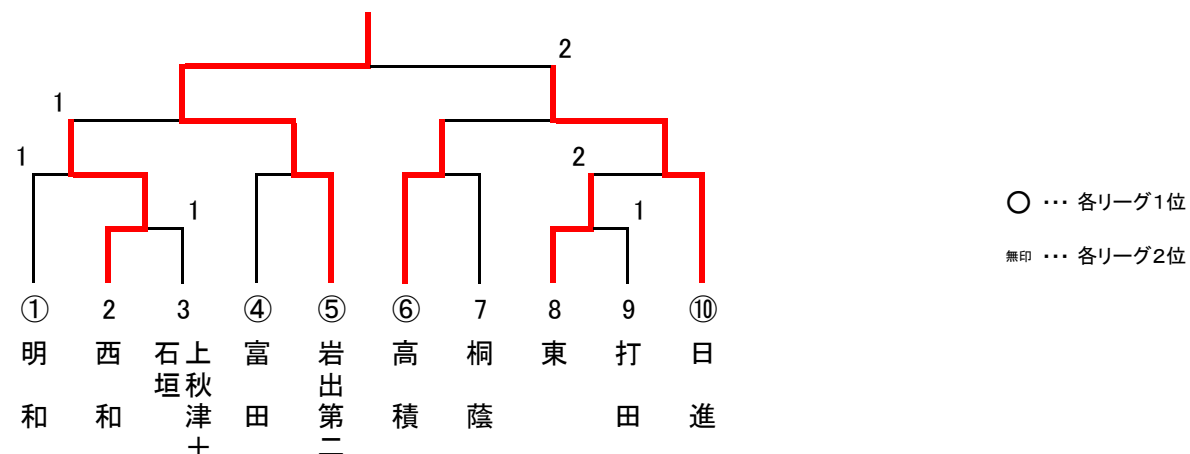 2
1
1
2
1
1
○ ・・・ 各リーグ1位
無印 ・・・ 各リーグ2位
① 2 3 ④ ⑤ ⑥ 7 8 9 ⑩
明和
西和
上秋津+
石垣
富田
岩出第二
高積
桐蔭
東
打田
日進